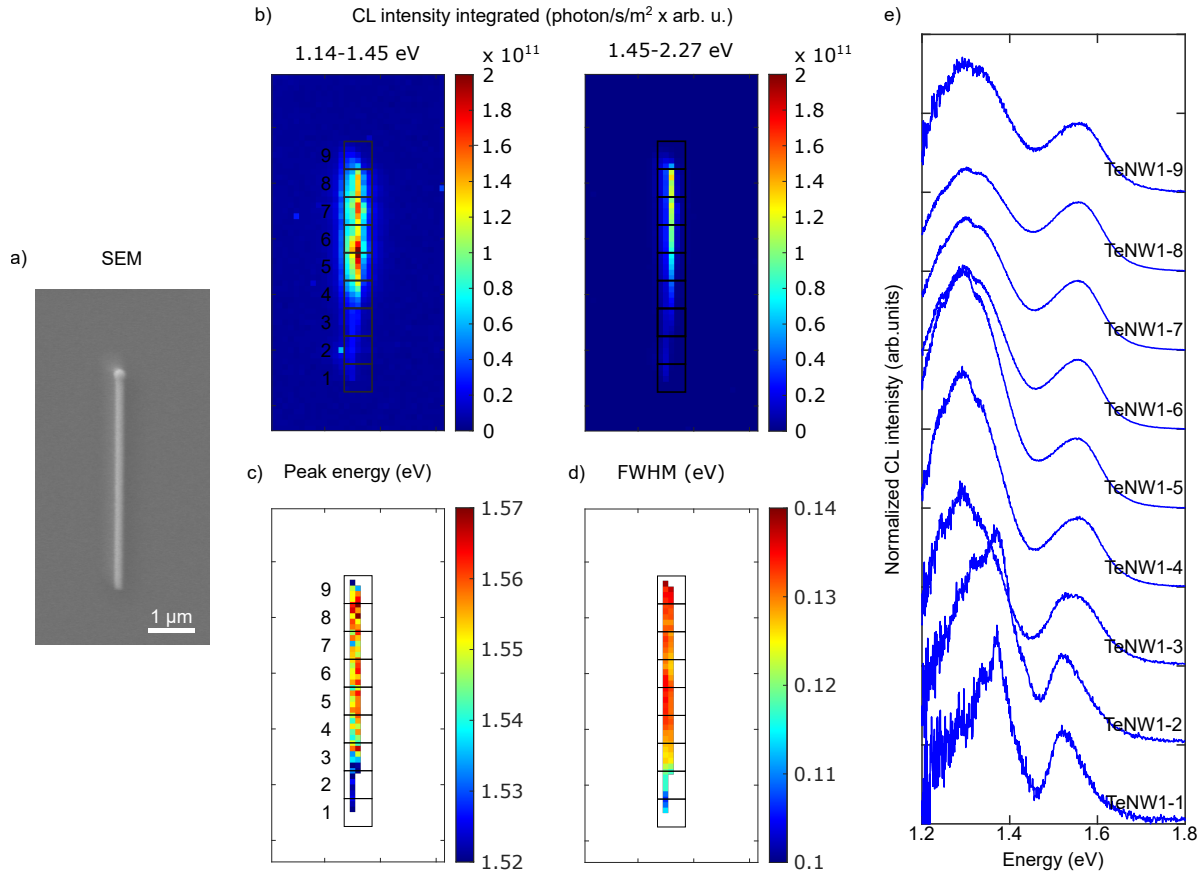 a)
SEM
1 µm
b)
CL intensity integrated (photon/s/m² x arb. u.)
1.14-1.45 eV
x 10¹¹
2
1.8
1.6
1.4
1.2
1
0.8
0.6
0.4
0.2
0
9
8
7
6
5
4
3
2
1
1.45-2.27 eV
x 10¹¹
2
1.8
1.6
1.4
1.2
1
0.8
0.6
0.4
0.2
0
c)
Peak energy (eV)
9
8
7
6
5
4
3
2
1
1.57
1.56
1.55
1.54
1.53
1.52
d)
FWHM (eV)
0.14
0.13
0.12
0.11
0.1
e)
Normalized CL intenisty (arb.units)
TeNW1-9
TeNW1-8
TeNW1-7
TeNW1-6
TeNW1-5
TeNW1-4
TeNW1-3
TeNW1-2
TeNW1-1
1.2 1.4 1.6 1.8
Energy (eV)